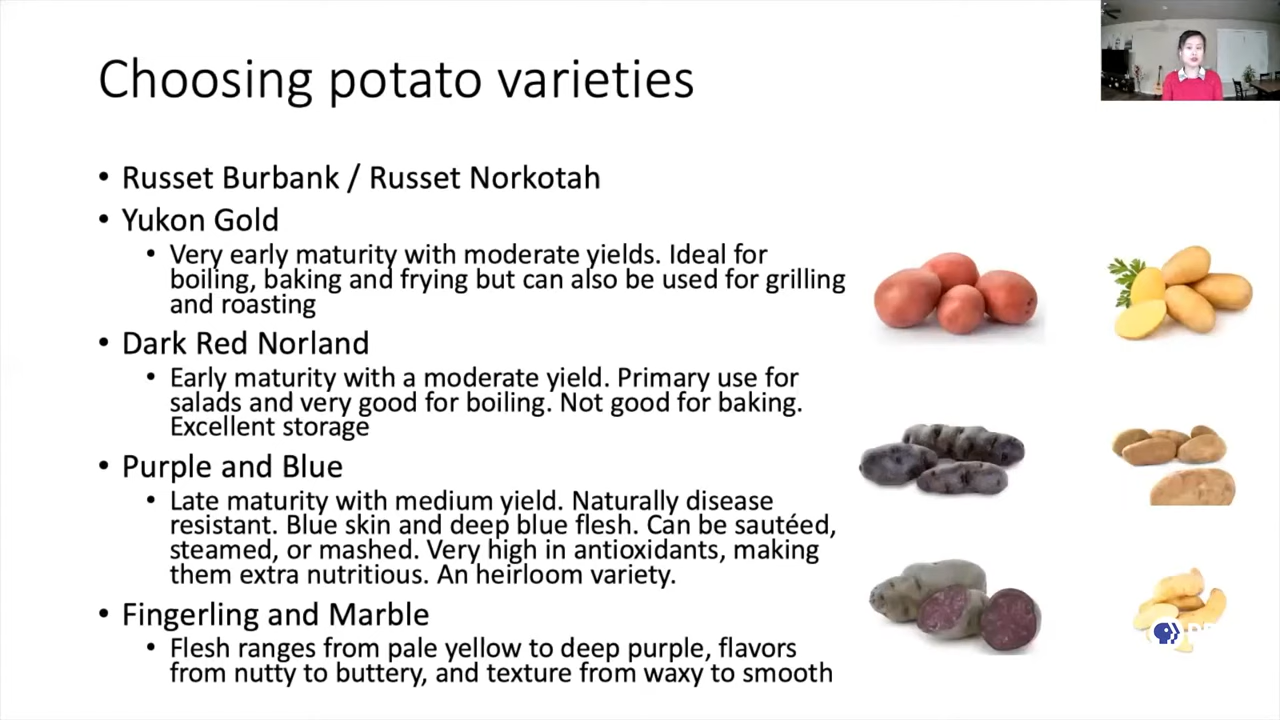 Choosing potato varieties
• Russet Burbank / Russet Norkotah
• Yukon Gold
• Very early maturity with moderate yields. Ideal for
boiling, baking and frying but can also be used for grilling
and roasting
• Dark Red Norland
• Early maturity with a moderate yield. Primary use for
salads and very good for boiling. Not good for baking.
Excellent storage
• Purple and Blue
• Late maturity with medium yield. Naturally disease
resistant. Blue skin and deep blue flesh. Can be sautéed,
steamed, or mashed. Very high in antioxidants, making
them extra nutritious. An heirloom variety.
• Fingerling and Marble
• Flesh ranges from pale yellow to deep purple, flavors
from nutty to buttery, and texture from waxy to smooth